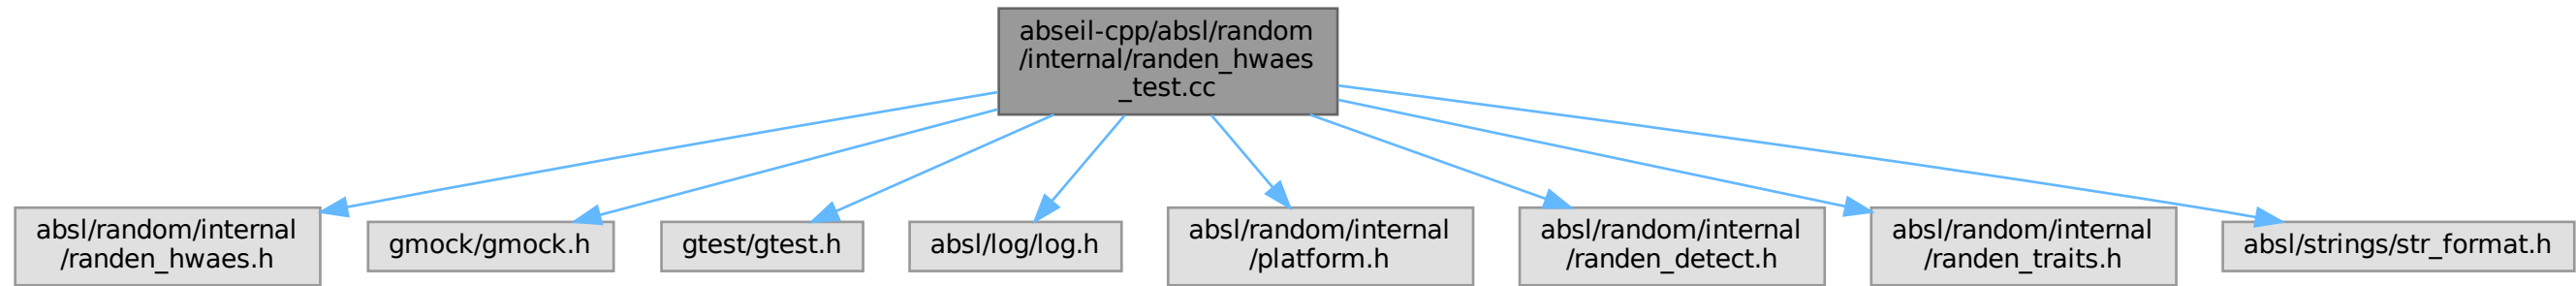 abseil-cpp/absl/random
/internal/randen_hwaes
_test.cc
absl/random/internal
/randen_hwaes.h
gmock/gmock.h
gtest/gtest.h
absl/log/log.h
absl/random/internal
/platform.h
absl/random/internal
/randen_detect.h
absl/random/internal
/randen_traits.h
absl/strings/str_format.h